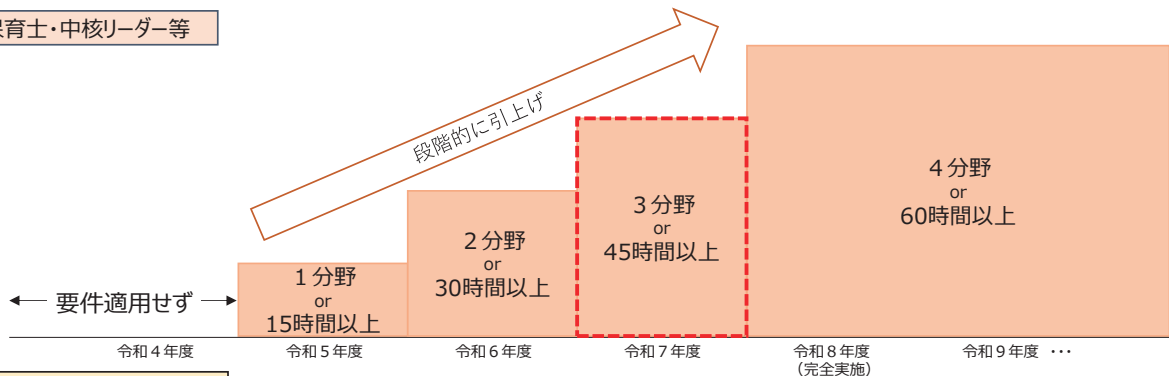 育士・中核リーダー等
段階的に引上げ
4分野
or
60時間以上
3分野
or
45時間以上
2分野
or
30時間以上
1分野
or
15時間以上
要件適用せず
令和4年度
令和5年度
令和6年度
令和7年度
令和8年度
(完全実施)
令和9年度 ・・・